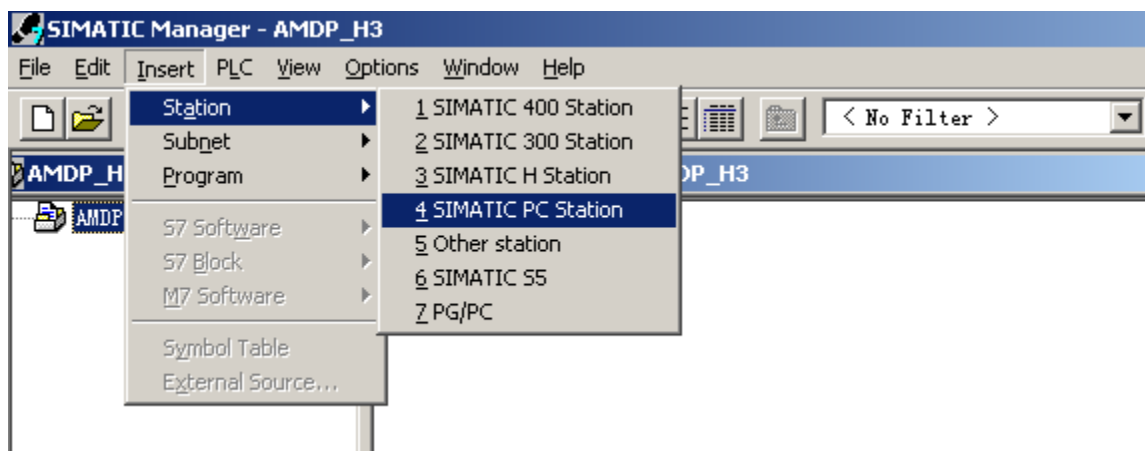 SIMATIC Manager - AMDP_H3
File Edit Insert PLC View Options Window Help
< No Filter >
AMDP_H
DP_H3
AMDP
Station
Subnet
Program
S7 Software
S7 Block
M7 Software
Symbol Table
External Source...
1 SIMATIC 400 Station
2 SIMATIC 300 Station
3 SIMATIC H Station
4 SIMATIC PC Station
5 Other station
6 SIMATIC S5
7 PG/PC